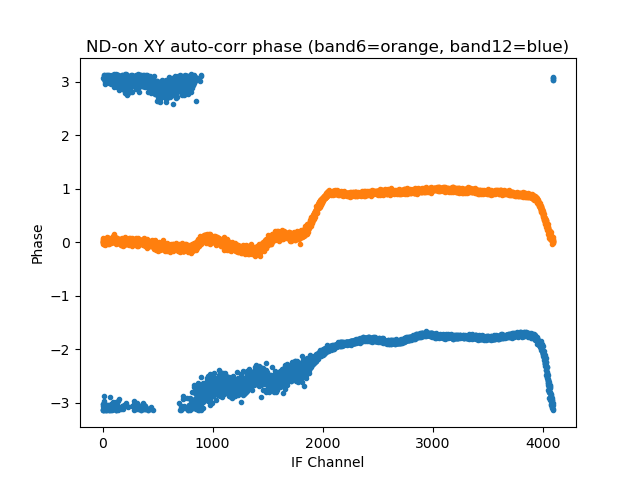 ND-on XY auto-corr phase (band6=orange, band12=blue)
3
2
1
0
−1
−2
−3
Phase
0 1000 2000 3000 4000
IF Channel